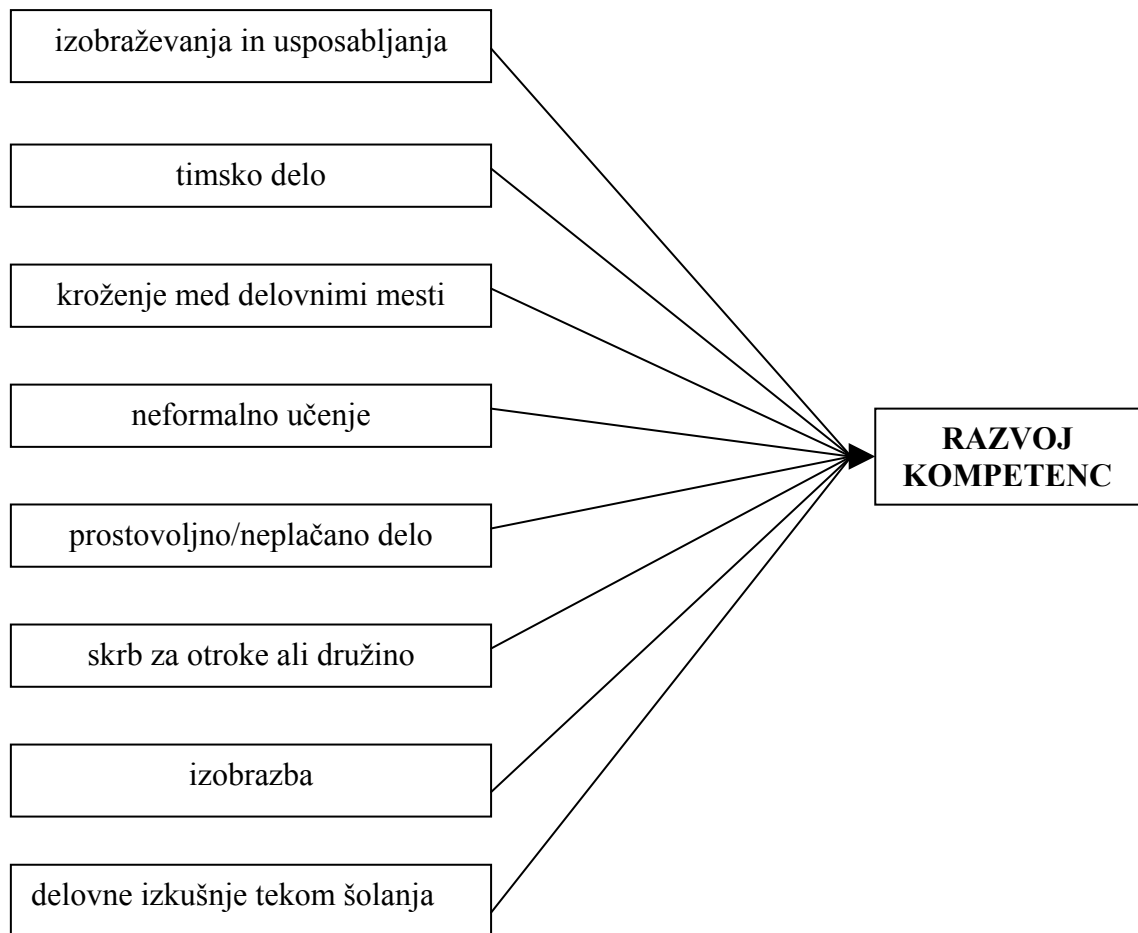 izobraževanja in usposabljanja
timsko delo
kroženje med delovnimi mesti
neformalno učenje
prostovoljno/neplačano delo
skrb za otroke ali družino
izobrazba
delovne izkušnje tekom šolanja
RAZVOJ
KOMPETENC